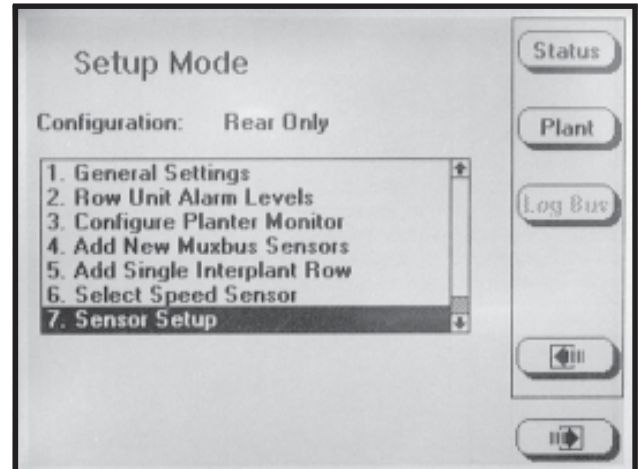 Setup Mode
Configuration: Rear Only
1. General Settings
2. Row Unit Alarm Levels
3. Configure Planter Monitor
4. Add New Muxbus Sensors
5. Add Single Interplant Row
6. Select Speed Sensor
7. Sensor Setup
Status
Plant
Log Bus